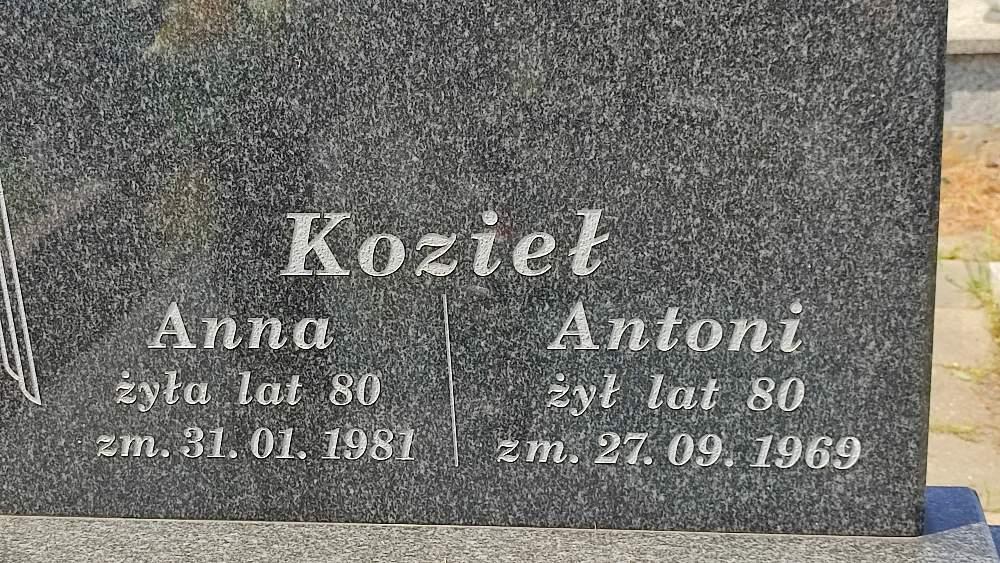 Kozieł
Anna
żyła lat 80
zm. 31. 01. 1981
Antoni
żył lat 80
zm. 27. 09. 1969